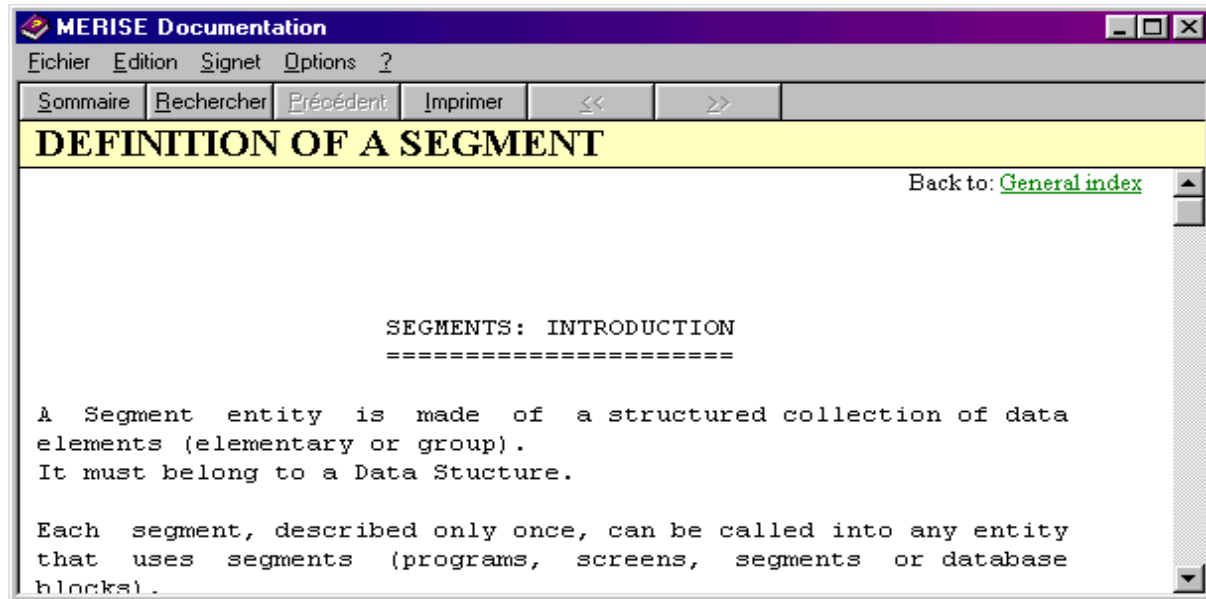 MERISE Documentation
Fichier Edition Signet Options ?
Sommaire Rechercher Précédent Imprimer << >>
DEFINITION OF A SEGMENT
Back to: General index
SEGMENTS: INTRODUCTION
======================
A Segment entity is made of a structured collection of data
elements (elementary or group).
It must belong to a Data Stucture.
Each segment, described only once, can be called into any entity
that uses segments (programs, screens, segments or database
blocks).